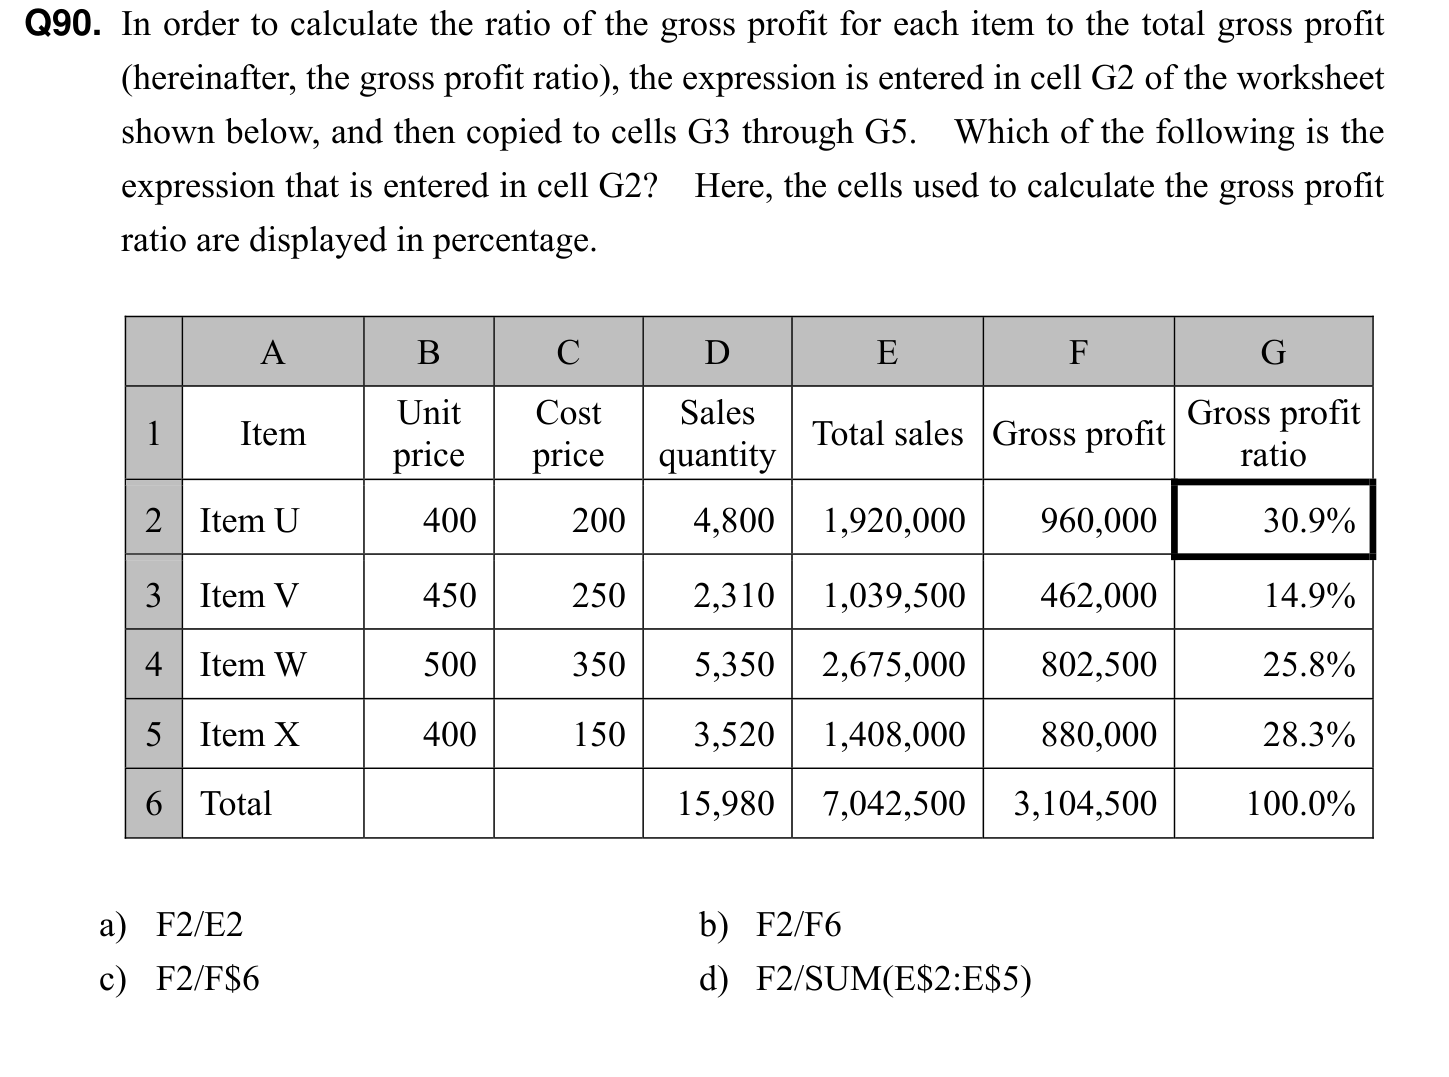 Q90. In order to calculate the ratio of the gross profit for each item to the total gross profit
(hereinafter, the gross profit ratio), the expression is entered in cell G2 of the worksheet
shown below, and then copied to cells G3 through G5. Which of the following is the
expression that is entered in cell G2? Here, the cells used to calculate the gross profit
ratio are displayed in percentage.
A B C D E F G
1 Item Unit price Cost price Sales quantity Total sales Gross profit Gross profit ratio
2 Item U 400 200 4,800 1,920,000 960,000 30.9%
3 Item V 450 250 2,310 1,039,500 462,000 14.9%
4 Item W 500 350 5,350 2,675,000 802,500 25.8%
5 Item X 400 150 3,520 1,408,000 880,000 28.3%
6 Total 15,980 7,042,500 3,104,500 100.0%
a) F2/E2 b) F2/F6
c) F2/F$6 d) F2/SUM(E$2:E$5)